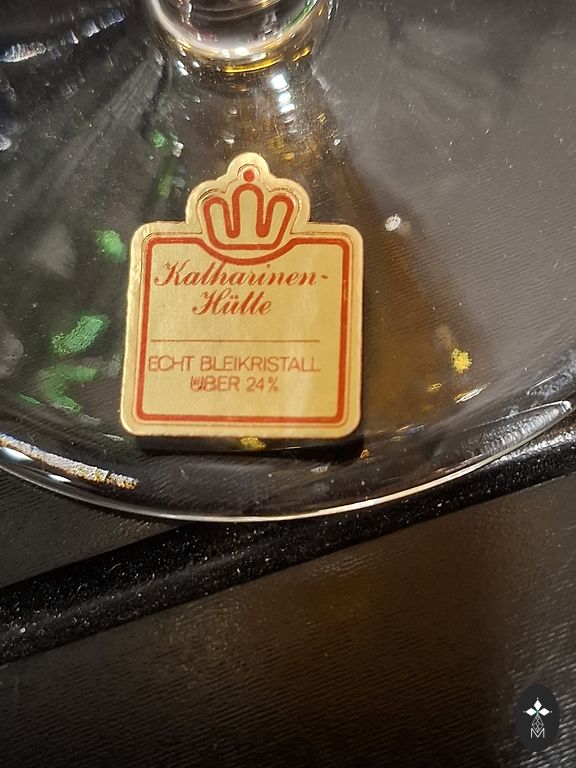 Katharinen-
Hütte
ECHT BLEIKRISTALL
ÜBER 24%
M